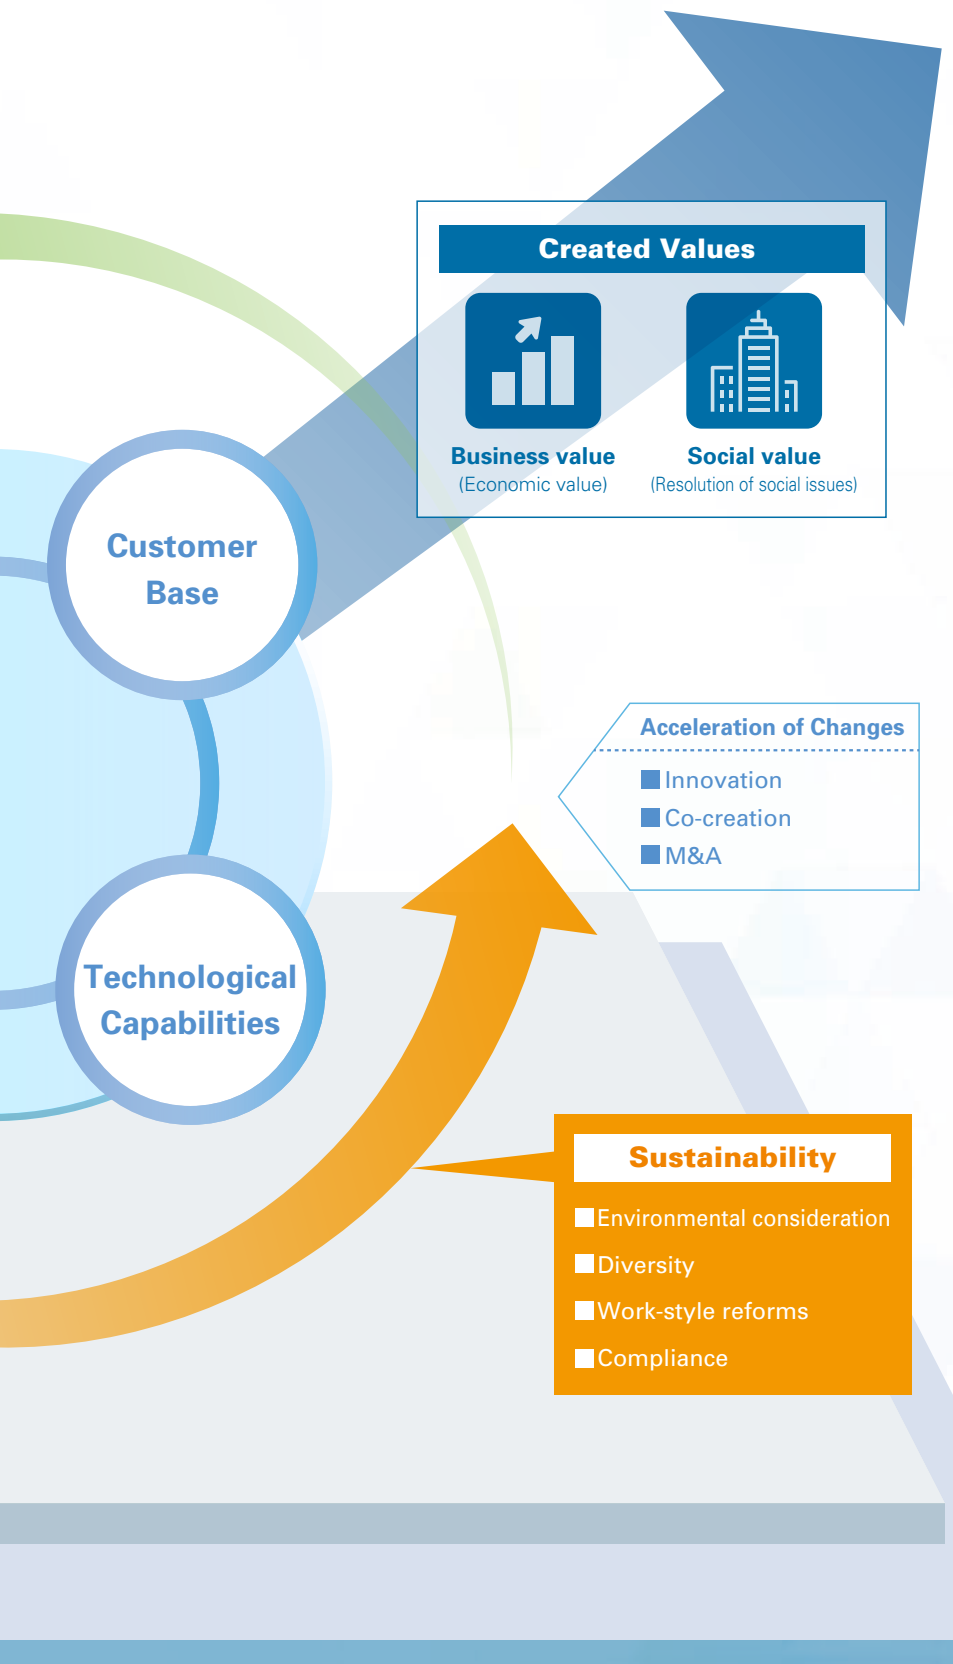 Created Values
Business value
(Economic value)
Social value
(Resolution of social issues)
Customer
Base
Acceleration of Changes
Innovation
Co-creation
M&A
Technological
Capabilities
Sustainability
Environmental consideration
Diversity
Work-style reforms
Compliance